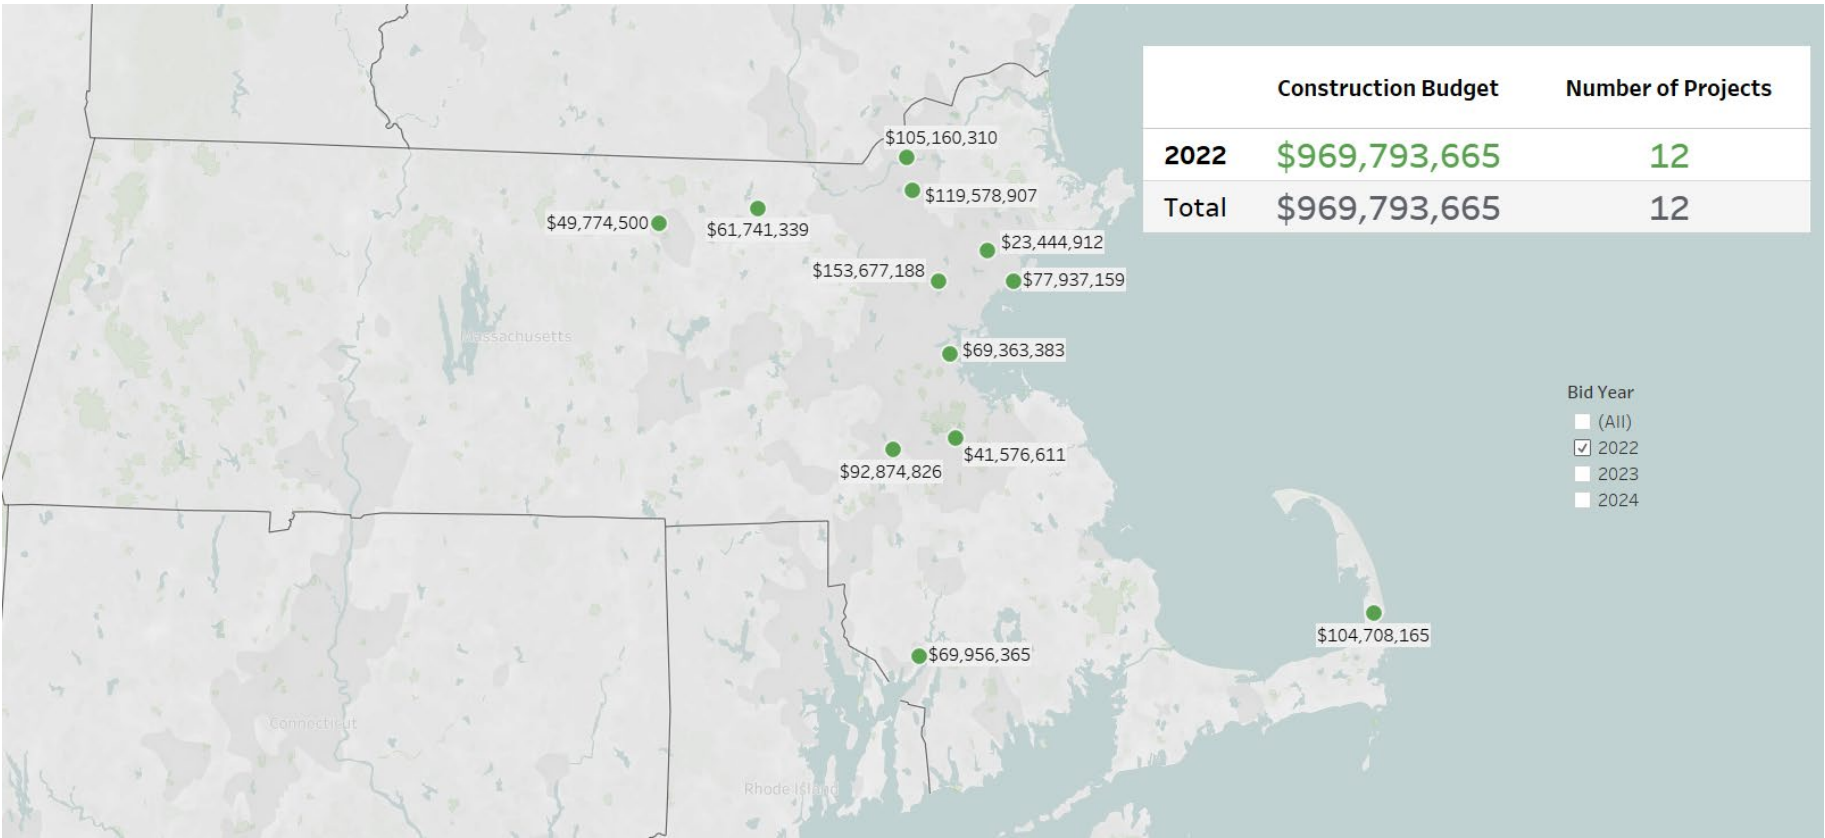 Construction Budget Number of Projects
2022 $969,793,665 12
Total $969,793,665 12
$105,160,310
$119,578,907
$49,774,500
$61,741,339
$23,444,912
$153,677,188
$77,937,159
Massachusetts
$69,363,383
Bid Year
(All)
2022
2023
2024
$41,576,611
$92,874,826
$104,708,165
$69,956,365
Connecticut
Rhode Island